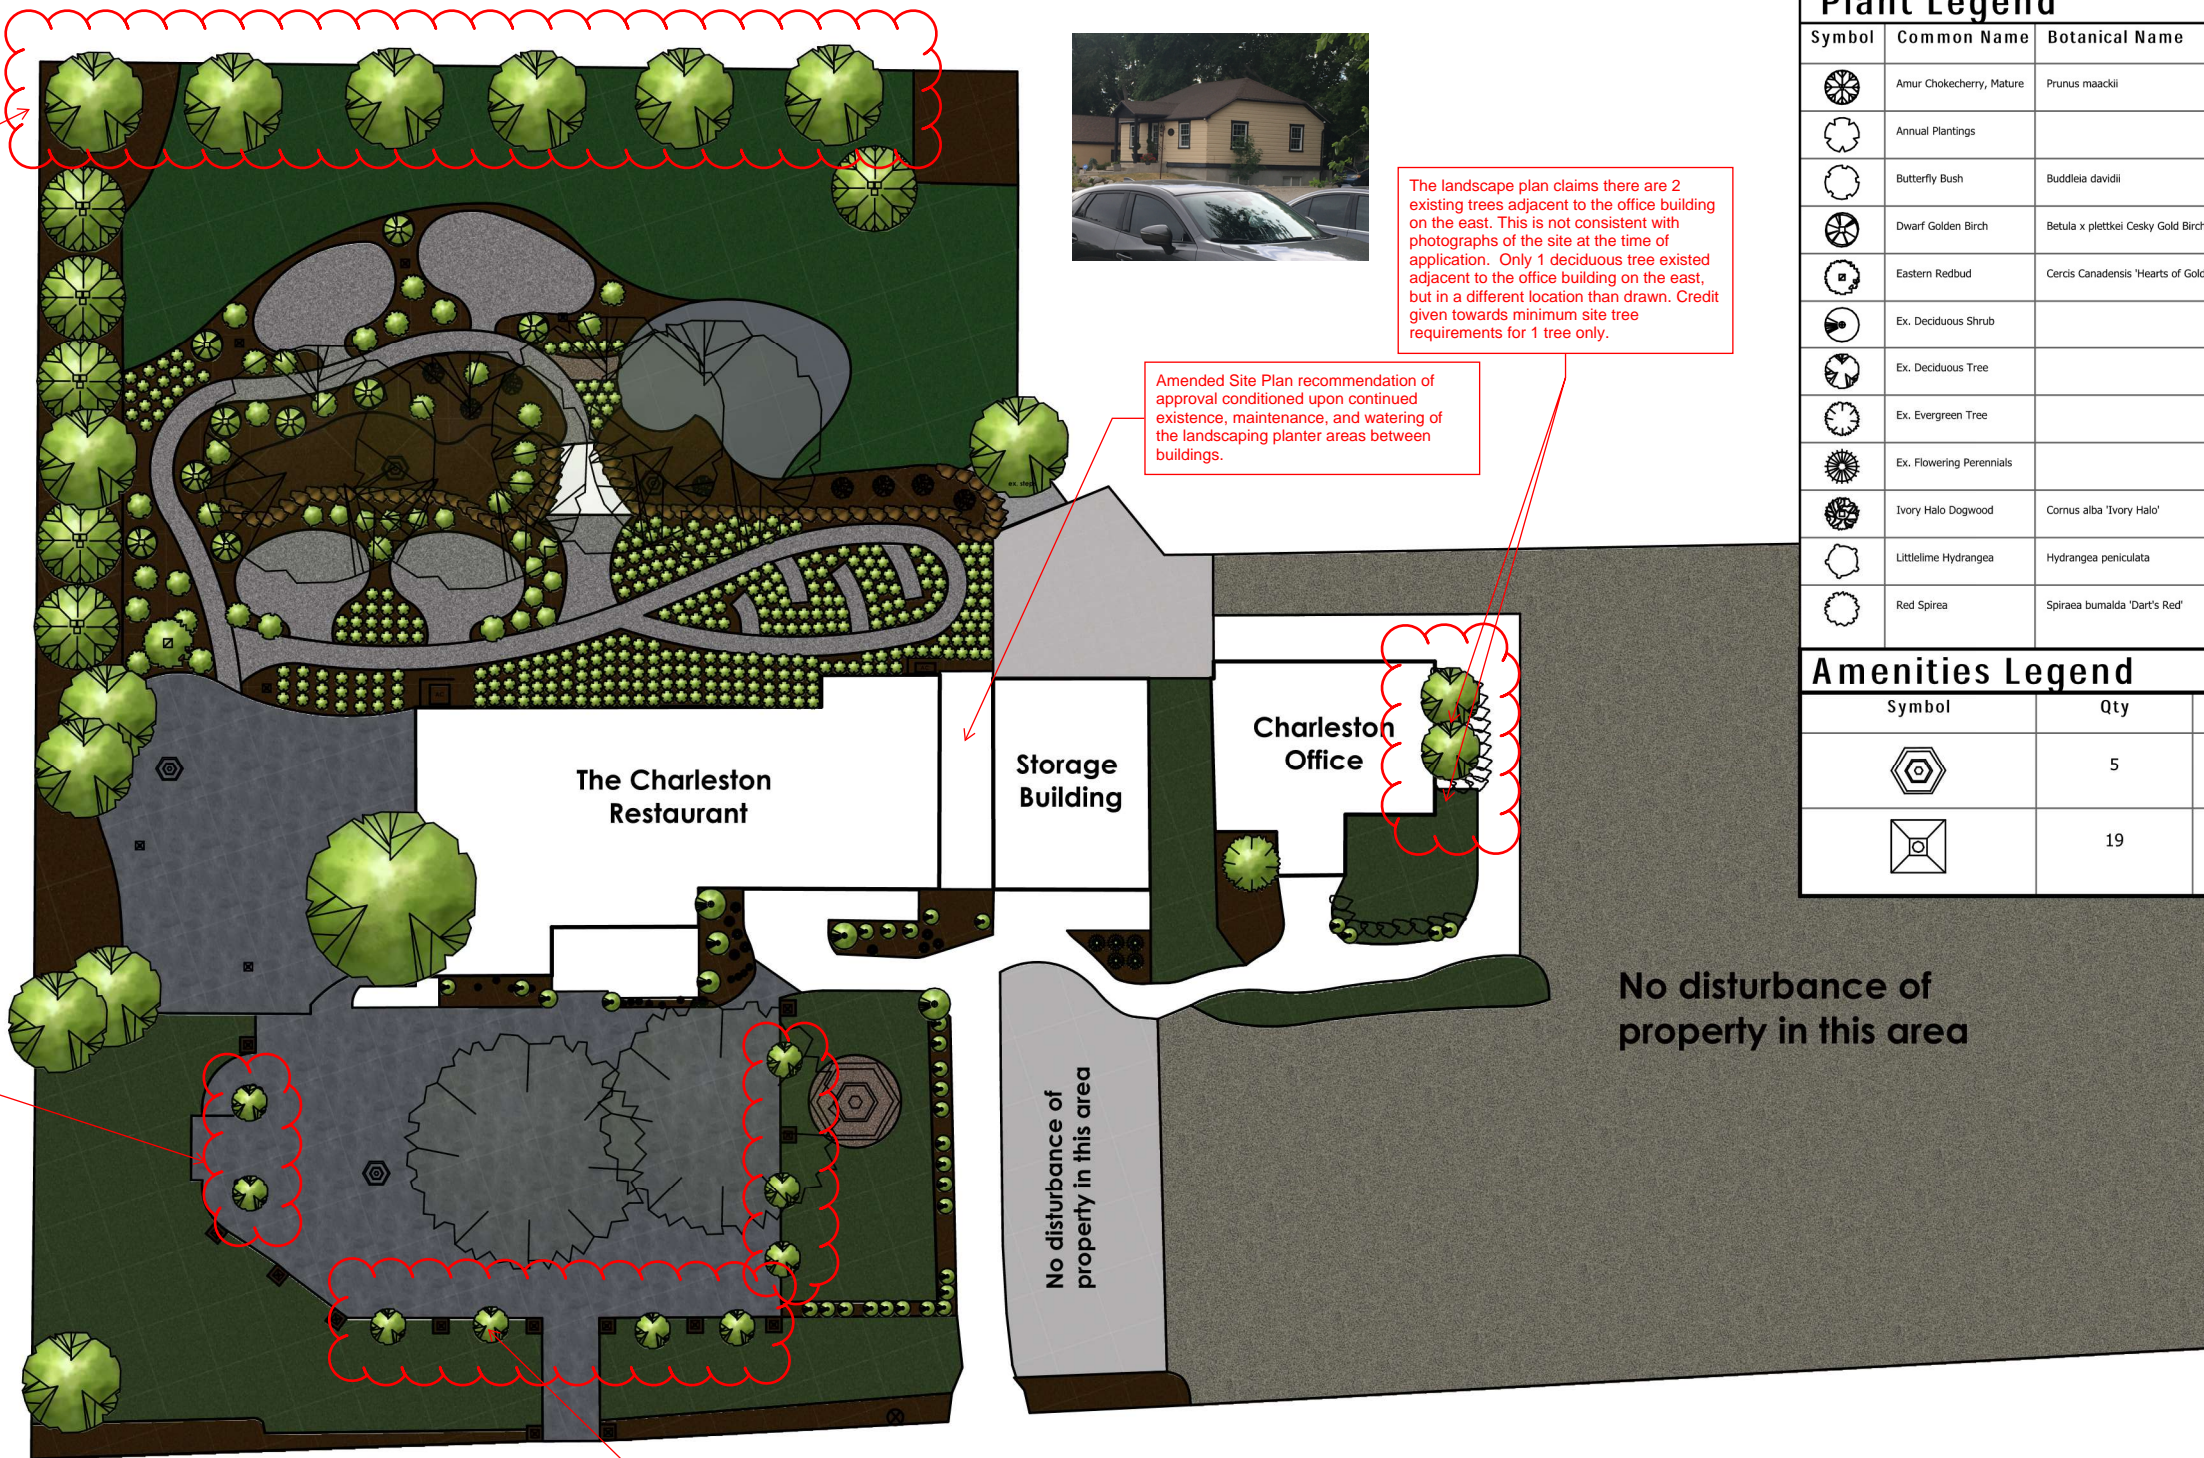 Plant Legend
Symbol Common Name Botanical Name
Amur Chokecherry, Mature Prunus maackii
Annual Plantings
Butterfly Bush Buddleia davidii
Dwarf Golden Birch Betula x plettkei Cesky Gold Birch
Eastern Redbud Cercis Canadensis 'Hearts of Gold
Ex. Deciduous Shrub
Ex. Deciduous Tree
Ex. Evergreen Tree
Ex. Flowering Perennials
Ivory Halo Dogwood Cornus alba 'Ivory Halo'
Littlelime Hydrangea Hydrangea peniculata
Red Spirea Spiraea bumalda 'Dart's Red'
Amenities Legend
Symbol Qty
5
19
The landscape plan claims there are 2
existing trees adjacent to the office building
on the east. This is not consistent with
photographs of the site at the time of
application. Only 1 deciduous tree existed
adjacent to the office building on the east,
but in a different location than drawn. Credit
given towards minimum site tree
requirements for 1 tree only.
Amended Site Plan recommendation of
approval conditioned upon continued
existence, maintenance, and watering of
the landscaping planter areas between
buildings.
ex. step
The Charleston
Restaurant
Storage
Building
Charleston
Office
No disturbance of
property in this area
No disturbance of
property in this area